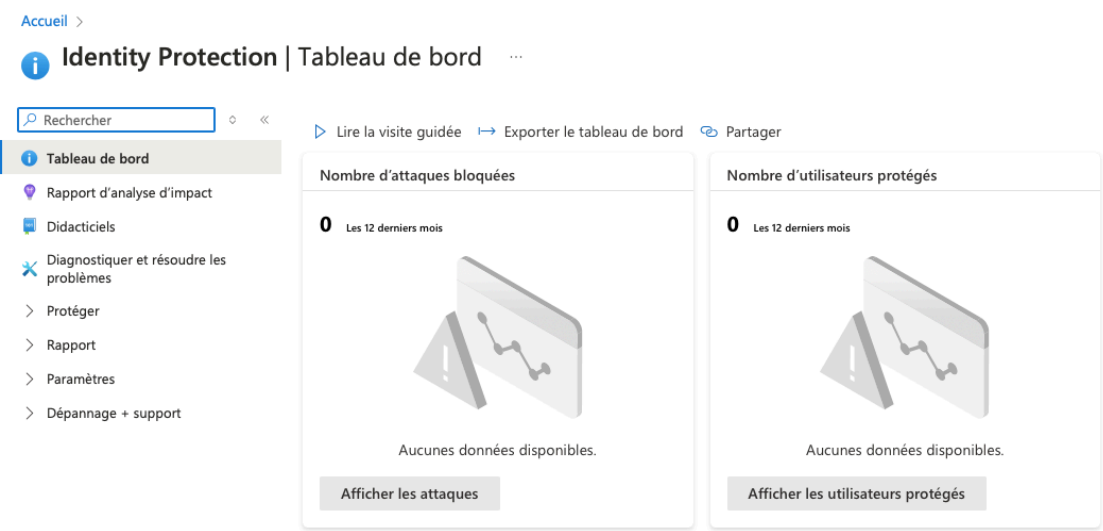 Accueil >
Identity Protection | Tableau de bord ...
Rechercher
Tableau de bord
Rapport d'analyse d'impact
Didacticiels
Diagnostiquer et résoudre les
problèmes
Protéger
Rapport
Paramètres
Dépannage + support
Lire la visite guidée Exporter le tableau de bord Partager
Nombre d'attaques bloquées
0 Les 12 derniers mois
Aucunes données disponibles.
Afficher les attaques
Nombre d'utilisateurs protégés
0 Les 12 derniers mois
Aucunes données disponibles.
Afficher les utilisateurs protégés